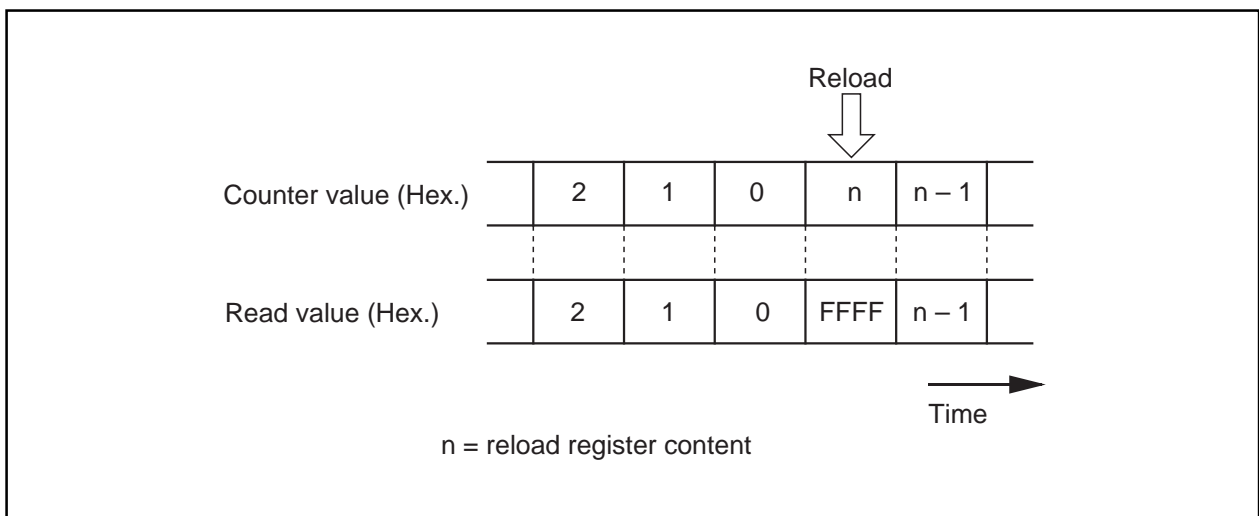 Reload
Counter value (Hex.) 2 1 0 n n – 1
Read value (Hex.) 2 1 0 FFFF n – 1
Time
n = reload register content